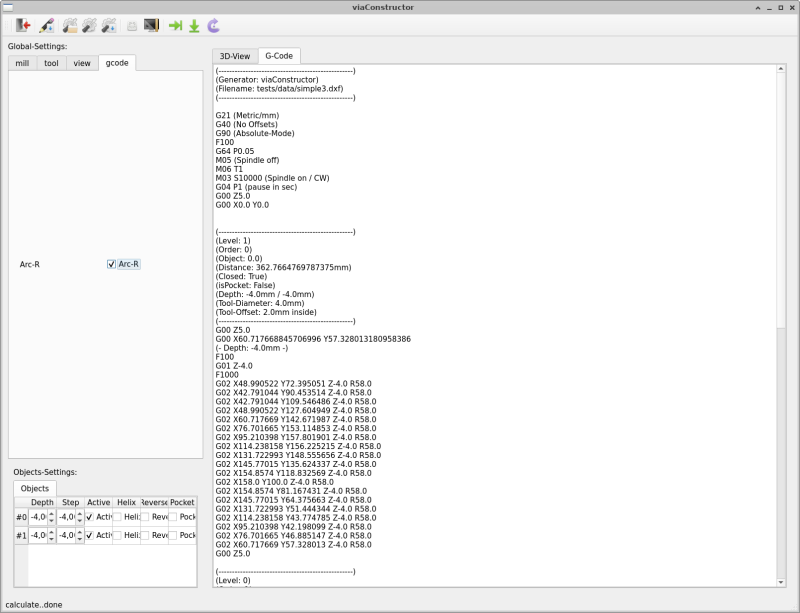 viaConstructor
Global-Settings:
mill tool view gcode
Arc-R Arc-R
Objects-Settings:
Objects
Depth Step Active Helix Reverse Pocket
#0 -4,0 -4,0 Acti Heli Reve Pock
#1 -4,0 -4,0 Acti Heli Reve Pock
3D-View G-Code
(--------------------------------------------------)
(Generator: viaConstructor)
(Filename: tests/data/simple3.dxf)
(--------------------------------------------------)
G21 (Metric/mm)
G40 (No Offsets)
G90 (Absolute-Mode)
F100
G64 P0.05
M05 (Spindle off)
M06 T1
M03 S10000 (Spindle on / CW)
G04 P1 (pause in sec)
G00 Z5.0
G00 X0.0 Y0.0
(--------------------------------------------------)
(Level: 1)
(Order: 0)
(Object: 0.0)
(Distance: 362.7664769787375mm)
(Closed: True)
(isPocket: False)
(Depth: -4.0mm / -4.0mm)
(Tool-Diameter: 4.0mm)
(Tool-Offset: 2.0mm inside)
(--------------------------------------------------)
G00 Z5.0
G00 X60.717668845706996 Y57.328013180958386
(- Depth: -4.0mm -)
F100
G01 Z-4.0
F1000
G02 X48.990522 Y72.395051 Z-4.0 R58.0
G02 X42.791044 Y90.453514 Z-4.0 R58.0
G02 X42.791044 Y109.546486 Z-4.0 R58.0
G02 X48.990522 Y127.604949 Z-4.0 R58.0
G02 X60.717669 Y142.671987 Z-4.0 R58.0
G02 X76.701665 Y153.114853 Z-4.0 R58.0
G02 X95.210398 Y157.801901 Z-4.0 R58.0
G02 X114.238158 Y156.225215 Z-4.0 R58.0
G02 X131.722993 Y148.555656 Z-4.0 R58.0
G02 X145.77015 Y135.624337 Z-4.0 R58.0
G02 X154.8574 Y118.832569 Z-4.0 R58.0
G02 X158.0 Y100.0 Z-4.0 R58.0
G02 X154.8574 Y81.167431 Z-4.0 R58.0
G02 X145.77015 Y64.375663 Z-4.0 R58.0
G02 X131.722993 Y51.444344 Z-4.0 R58.0
G02 X114.238158 Y43.774785 Z-4.0 R58.0
G02 X95.210398 Y42.198099 Z-4.0 R58.0
G02 X76.701665 Y46.885147 Z-4.0 R58.0
G02 X60.717669 Y57.328013 Z-4.0 R58.0
G00 Z5.0
(--------------------------------------------------)
(Level: 0)
calculate..done